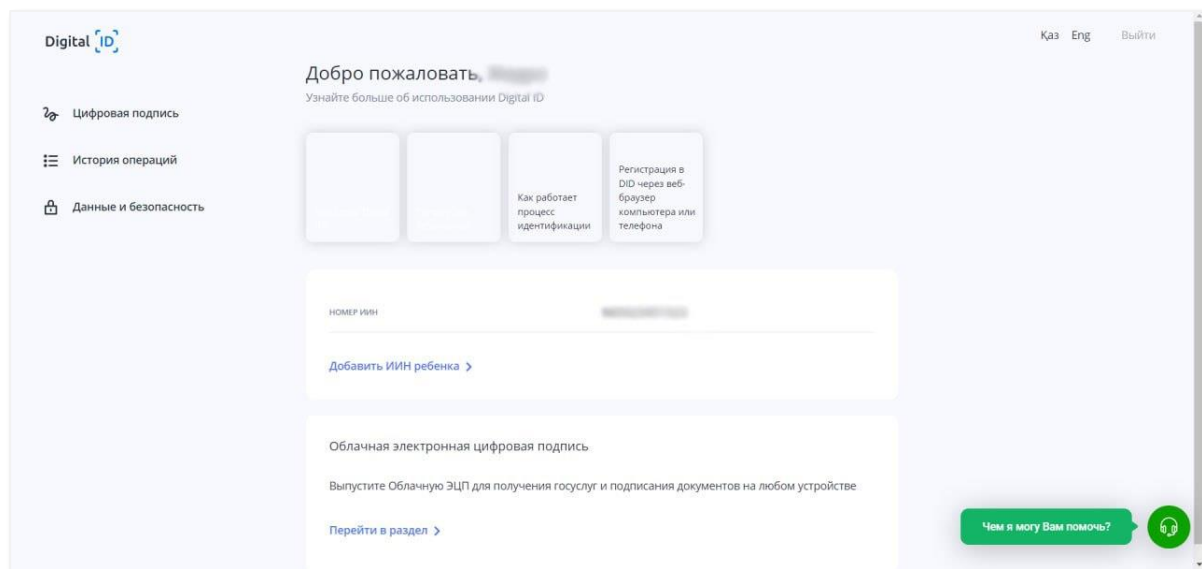 Digital ID
Қаз Eng Выйти
Добро пожаловать,
Узнайте больше об использовании Digital ID
Цифровая подпись
История операций
Данные и безопасность
Как работает
процесс
идентификации
Регистрация в
DID через веб-
браузер
компьютера или
телефона
НОМЕР ИИН
Добавить ИИН ребенка
Облачная электронная цифровая подпись
Выпустите Облачную ЭЦП для получения госуслуг и подписания документов на любом устройстве
Перейти в раздел
Чем я могу Вам помочь?